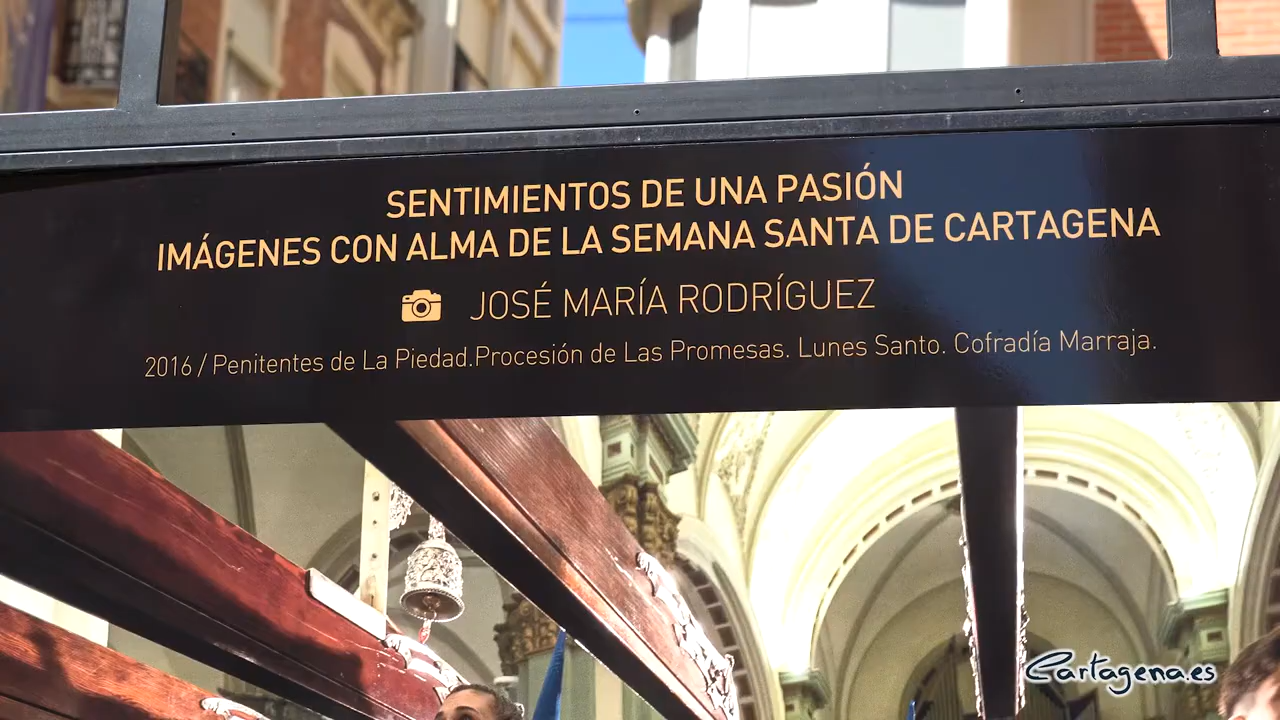 SENTIMIENTOS DE UNA PASIÓN
IMÁGENES CON ALMA DE LA SEMANA SANTA DE CARTAGENA
JOSÉ MARÍA RODRÍGUEZ
2016 / Penitentes de La Piedad.Procesión de Las Promesas. Lunes Santo. Cofradía Marraja.
Cartagena.es